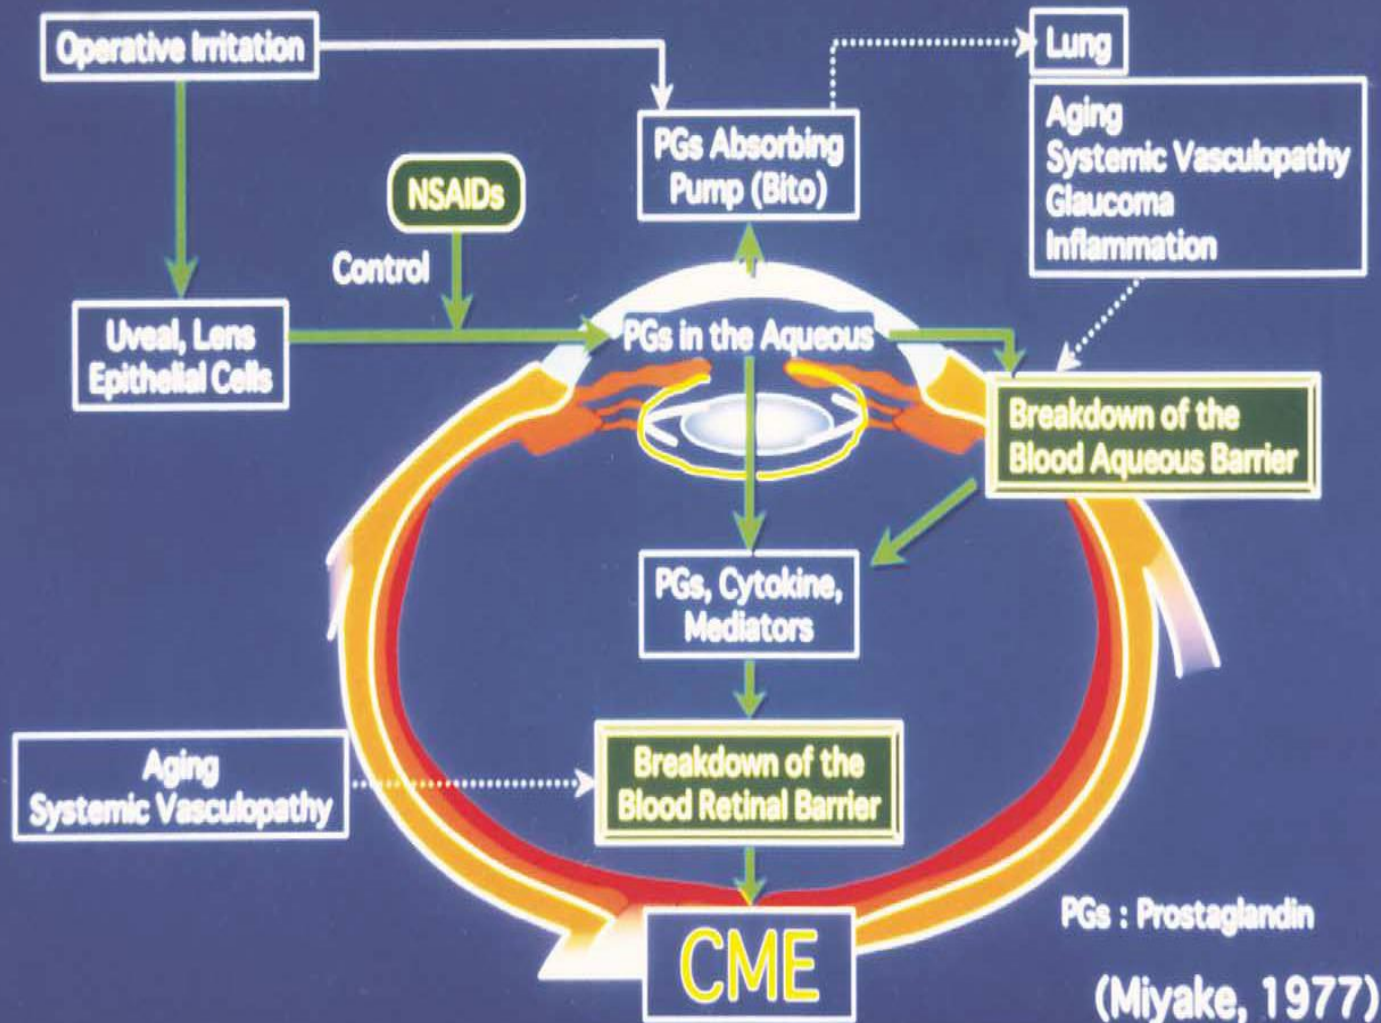 Operative Irritation
Lung
PGs Absorbing
Pump (Bito)
Aging
Systemic Vasculopathy
Glaucoma
Inflammation
NSAIDs
Control
Uveal, Lens
Epithelial Cells
PGs in the Aqueous
Breakdown of the
Blood Aqueous Barrier
PGs, Cytokine,
Mediators
Aging
Systemic Vasculopathy
Breakdown of the
Blood Retinal Barrier
CME
PGs : Prostaglandin
(Miyake, 1977)